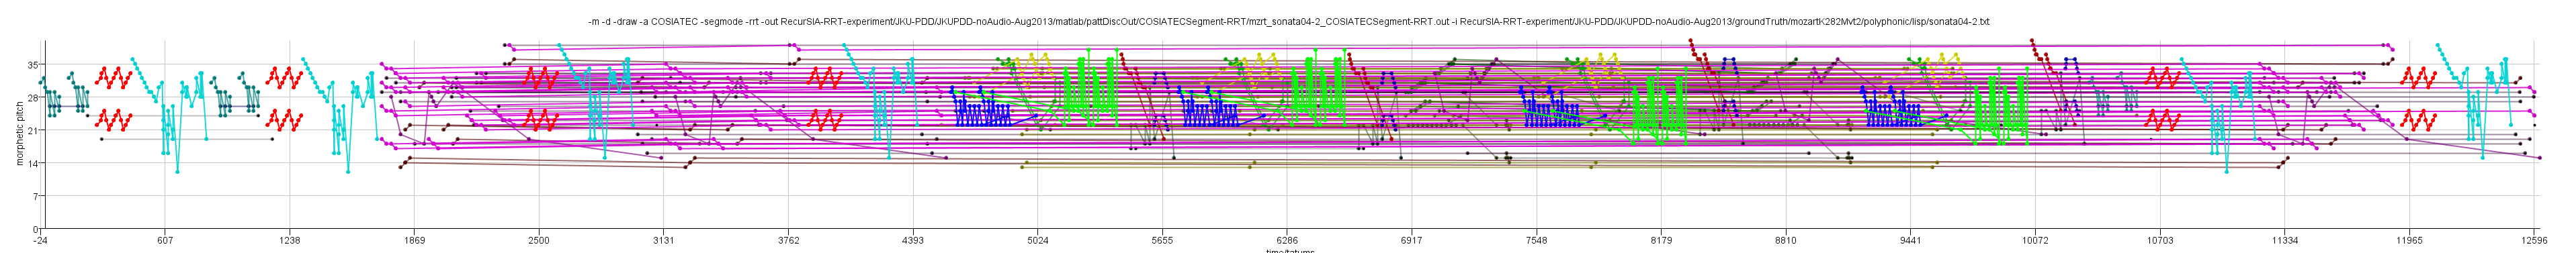 -m -d -draw -a COSIATEC -segmode -rrt -out RecurSIA-RRT-experiment/JKU-PDD/JKUPDD-noAudio-Aug2013/matlab/pattDiscOut/COSIATECSegment-RRT/mzrt_sonata04-2_COSIATECSegment-RRT.out -i RecurSIA-RRT-experiment/JKU-PDD/JKUPDD-noAudio-Aug2013/groundTruth/mozartK282Mvt2/polyphonic/lisp/sonata04-2.txt
morphetic pitch
35
28
21
14
7
0
-24 607 1238 1869 2500 3131 3762 4393 5024 5655 6286 6917 7548 8179 8810 9441 10072 10703 11334 11965 12596
time/tatums